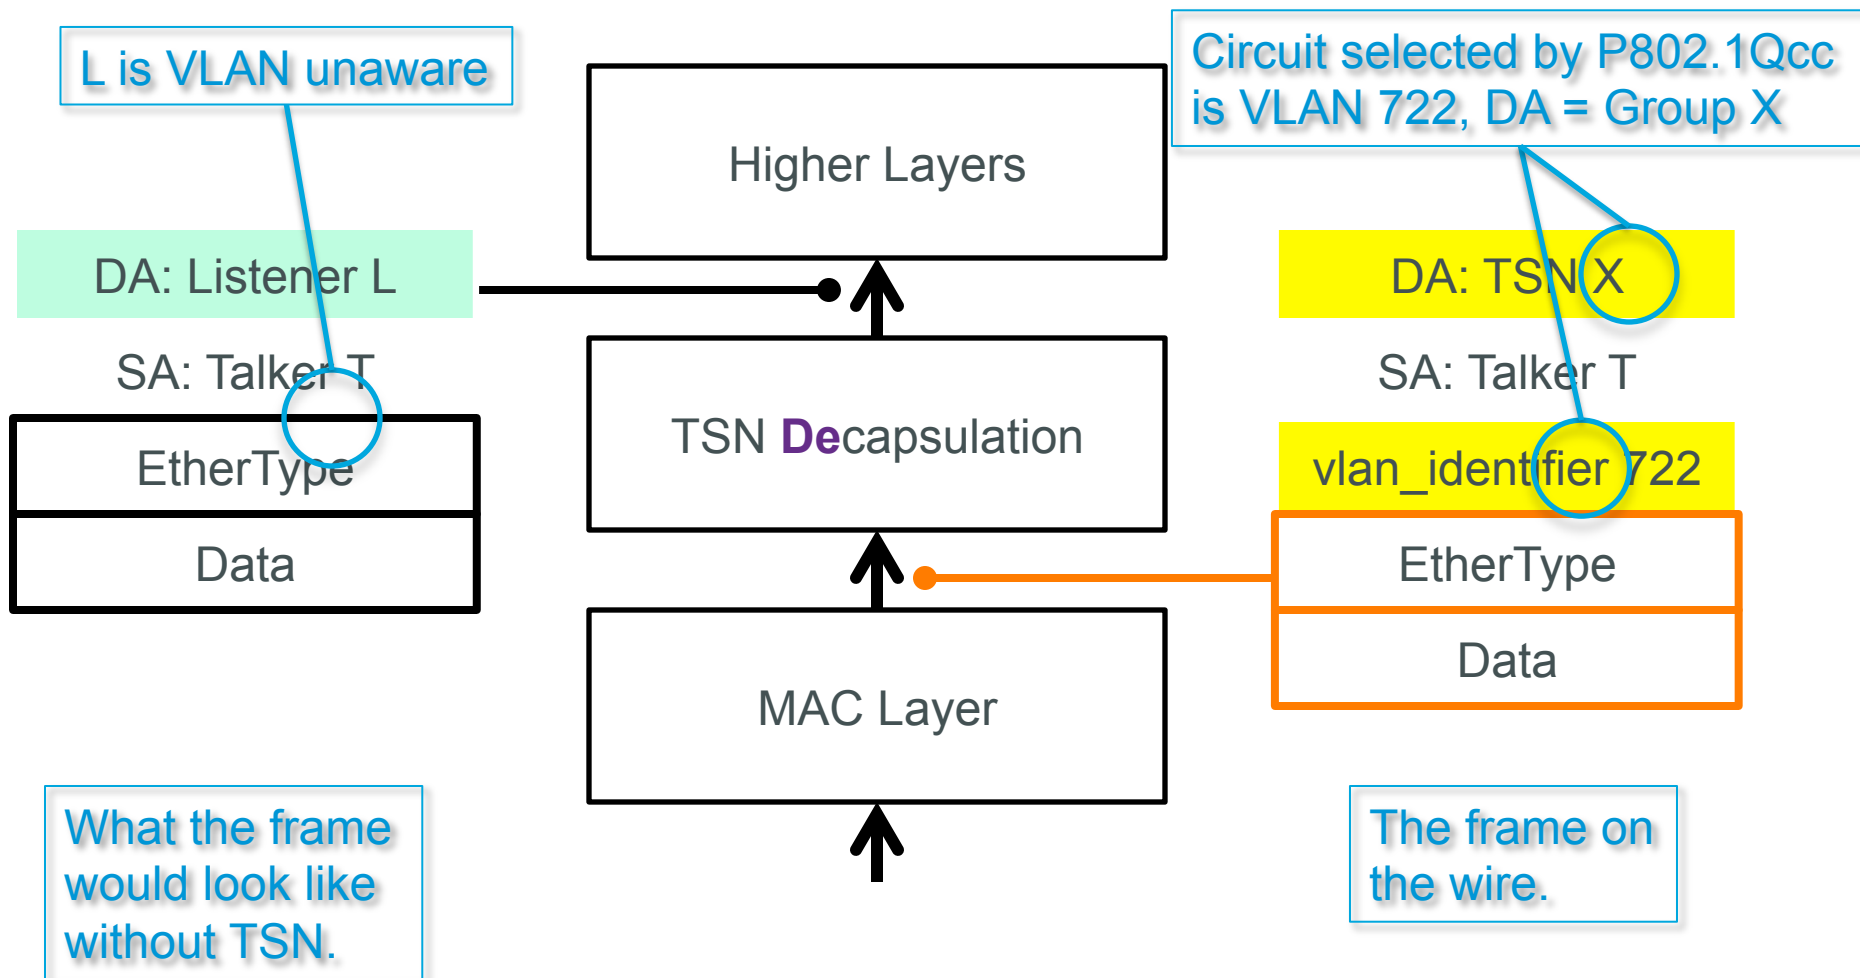 L is VLAN unaware
Circuit selected by P802.1Qcc
is VLAN 722, DA = Group X
Higher Layers
DA: Listener L
SA: Talker T
EtherType
Data
TSN Decapsulation
MAC Layer
DA: TSN X
SA: Talker T
vlan_identifier 722
EtherType
Data
What the frame
would look like
without TSN.
The frame on
the wire.